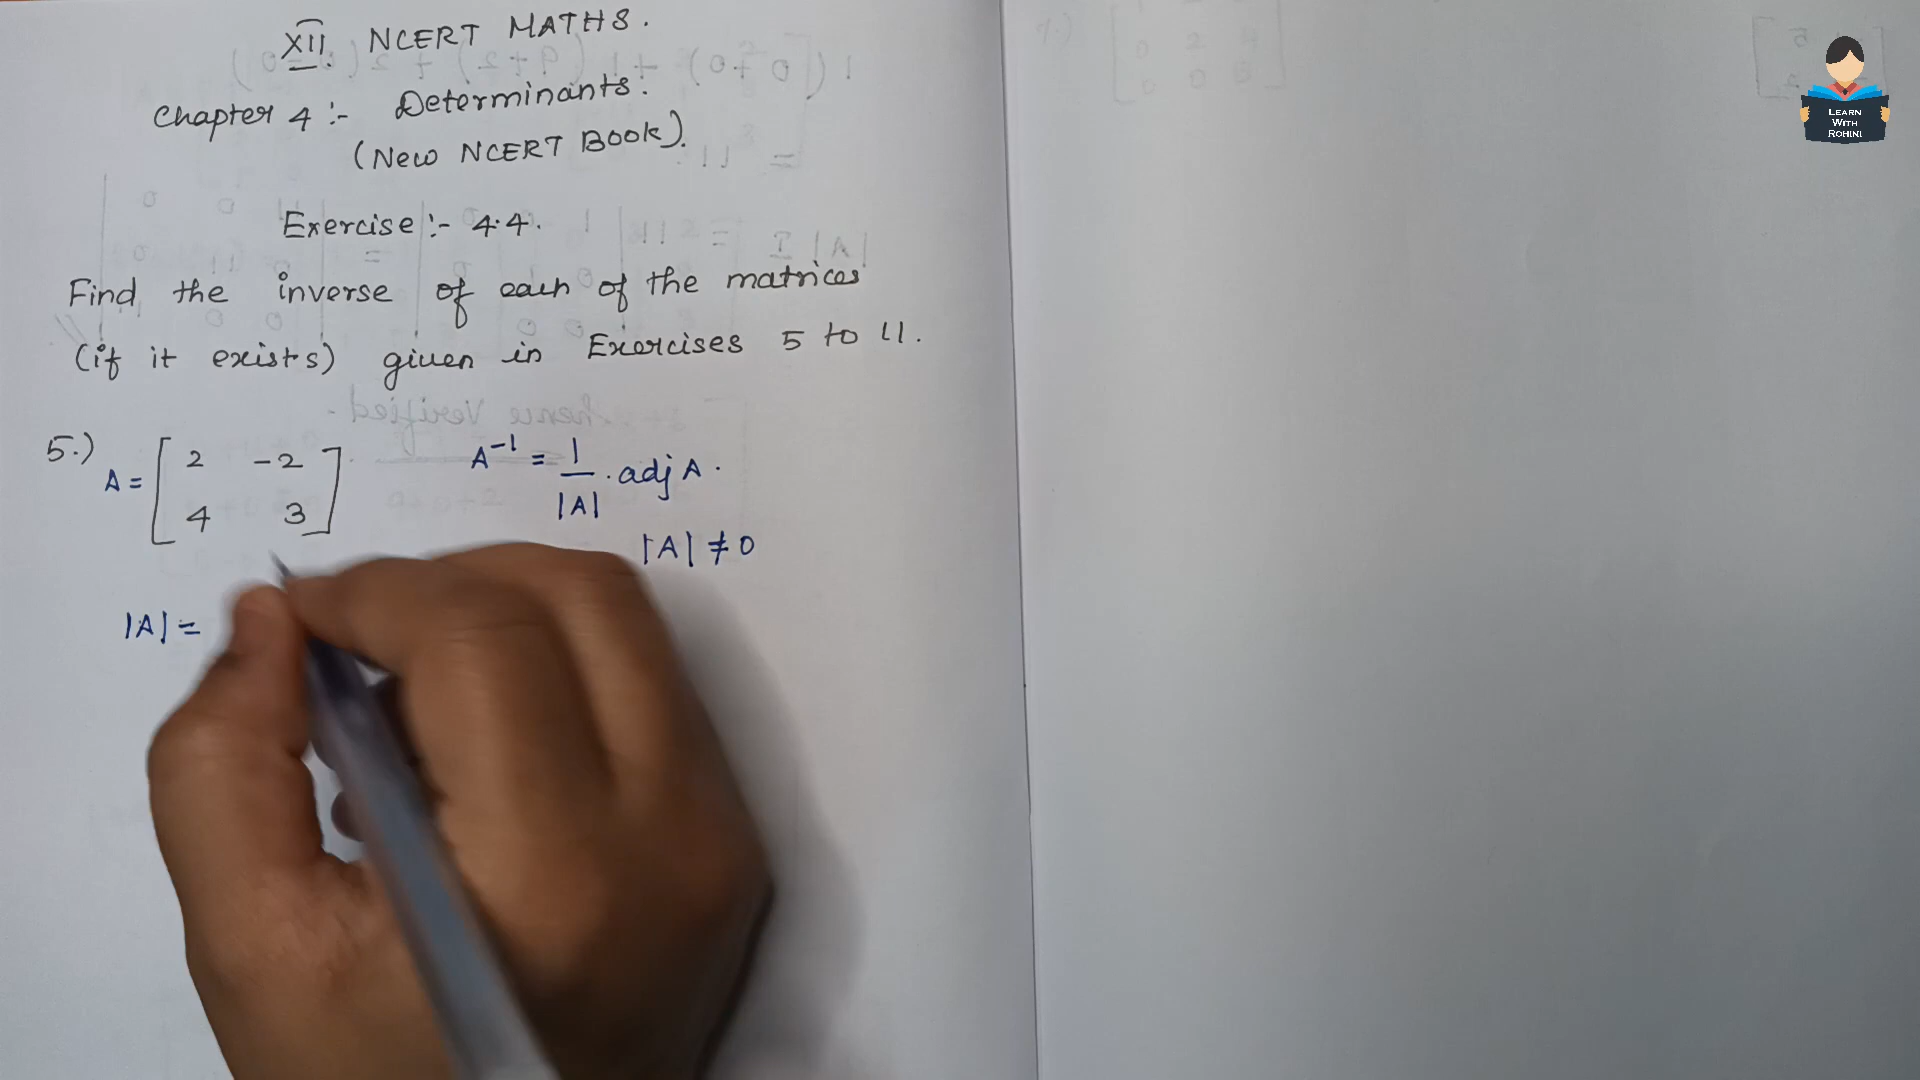 XII. NCERT MATHS.
Chapter 4 :- Determinants.
(New NCERT Book).
Exercise :- 4.4.
Find the inverse of each of the matrices
(if it exists) given in Exercises 5 to 11.
5.) A = [ 2 -2
4 3 ]
A⁻¹ = 1/|A| . adj A.
|A| ≠ 0
|A| =
LEARN
WITH
ROHINI